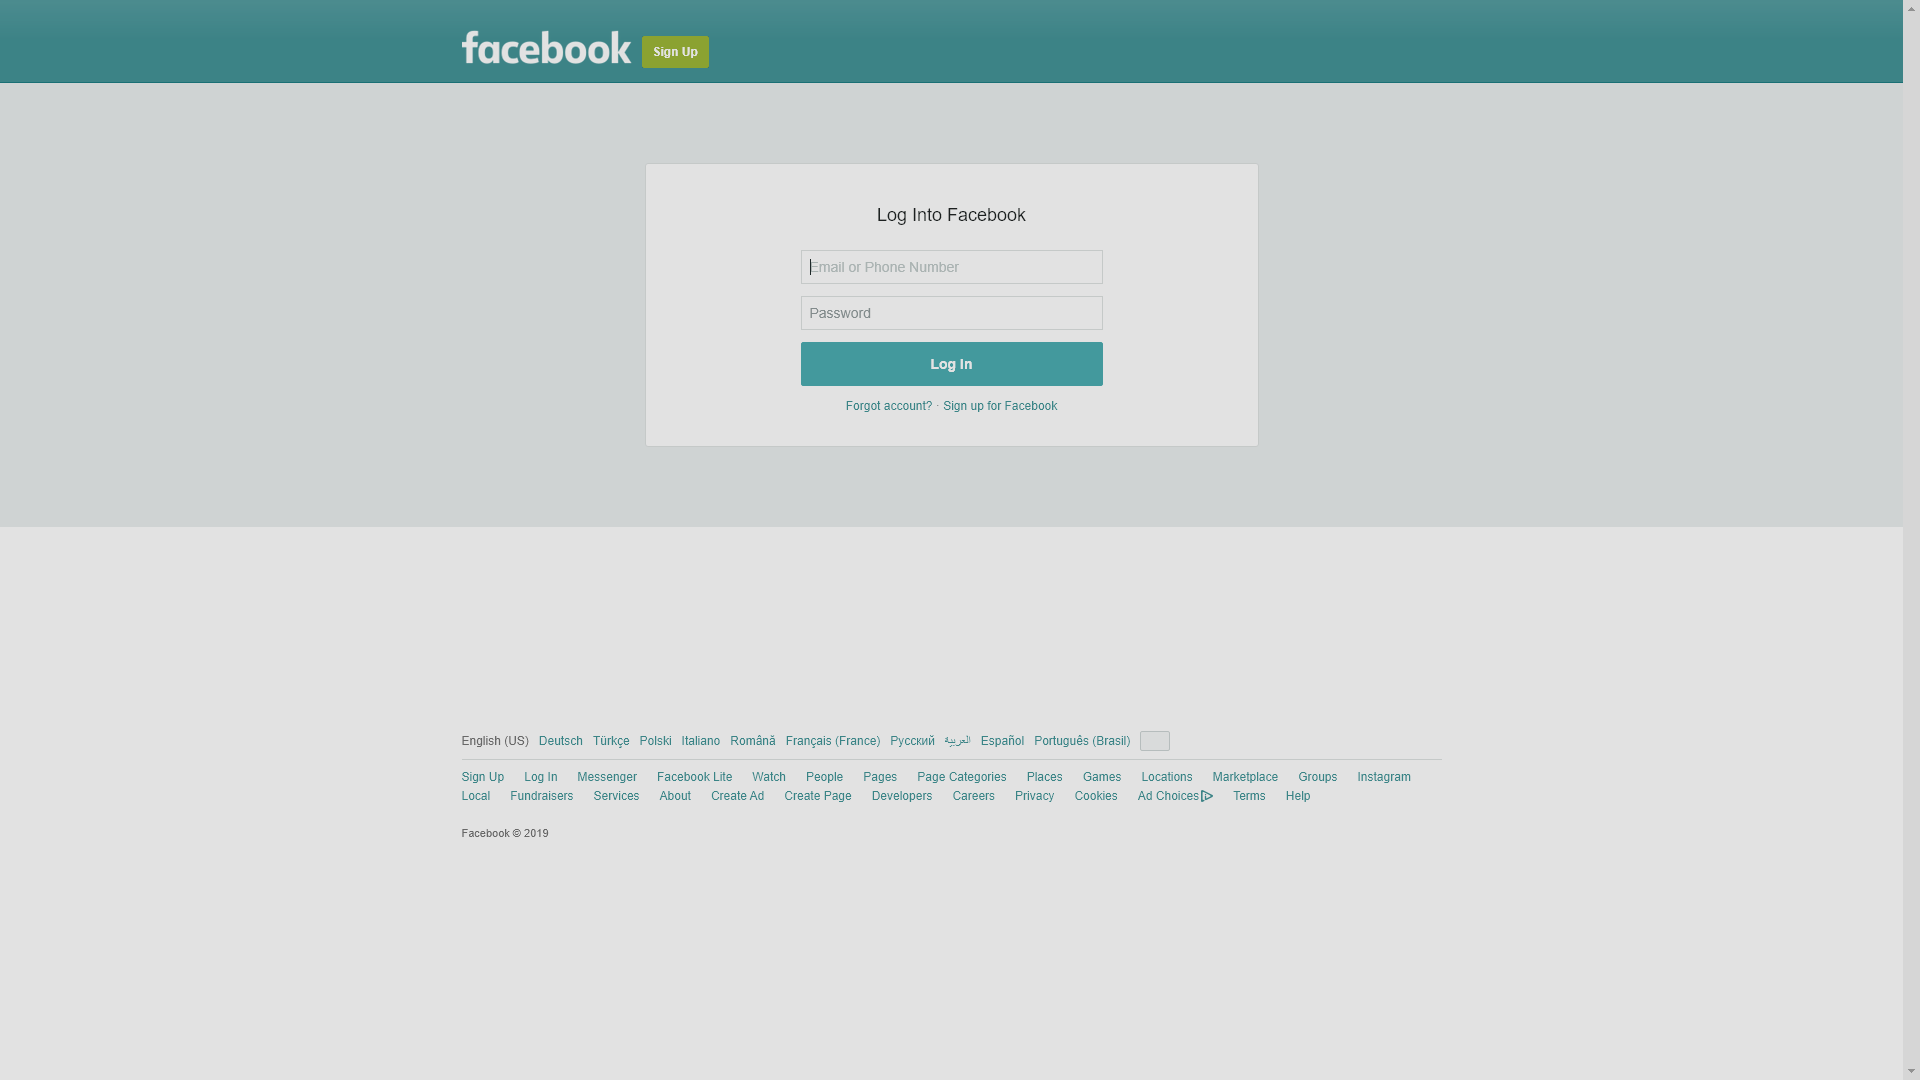 facebook Sign Up
Log Into Facebook
Email or Phone Number
Password
Log In
Forgot account? · Sign up for Facebook
English (US) Deutsch Türkçe Polski Italiano Română Français (France) Русский العربية Español Português (Brasil)
Sign Up Log In Messenger Facebook Lite Watch People Pages Page Categories Places Games Locations Marketplace Groups Instagram
Local Fundraisers Services About Create Ad Create Page Developers Careers Privacy Cookies Ad Choices Terms Help
Facebook © 2019